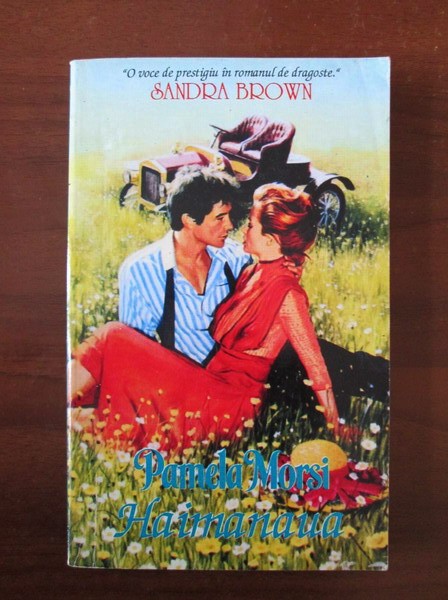 "O voce de prestigiu în romanul de dragoste."
SANDRA BROWN
Pamela Morsi
Haimanaua